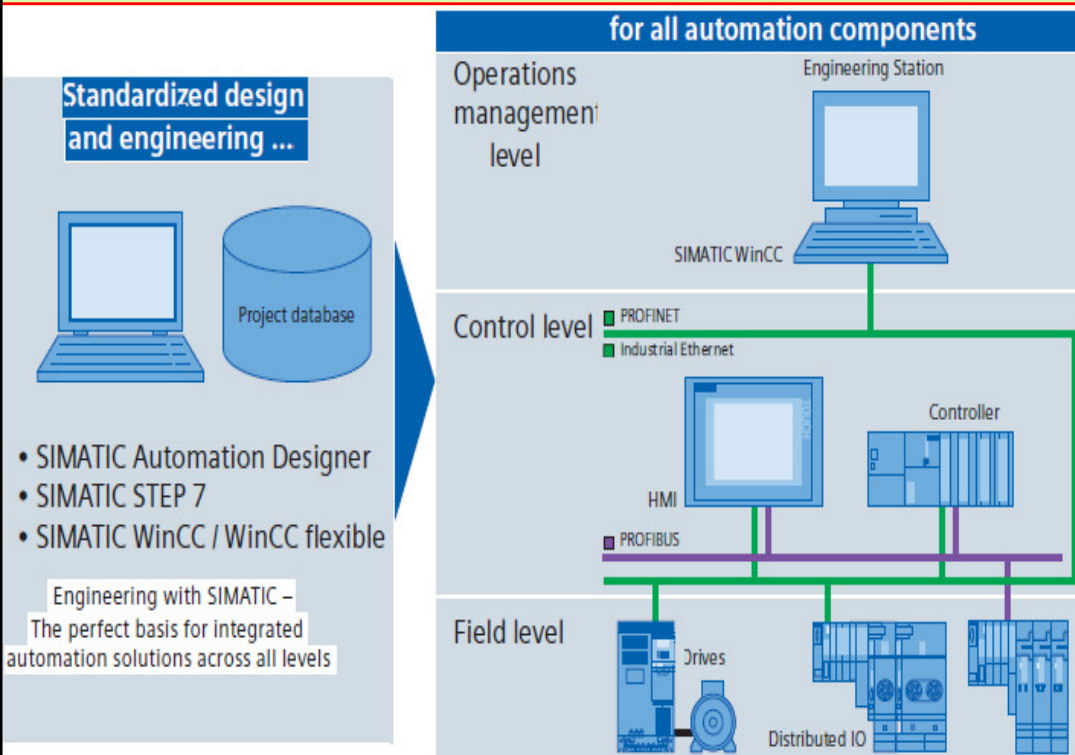 Standardized design
and engineering ...
Project database
• SIMATIC Automation Designer
• SIMATIC STEP 7
• SIMATIC WinCC / WinCC flexible
Engineering with SIMATIC –
The perfect basis for integrated
automation solutions across all levels
for all automation components
Operations
management
level
Engineering Station
SIMATIC WinCC
Control level
PROFINET
Industrial Ethernet
HMI
Controller
PROFIBUS
Field level
Drives
Distributed IO